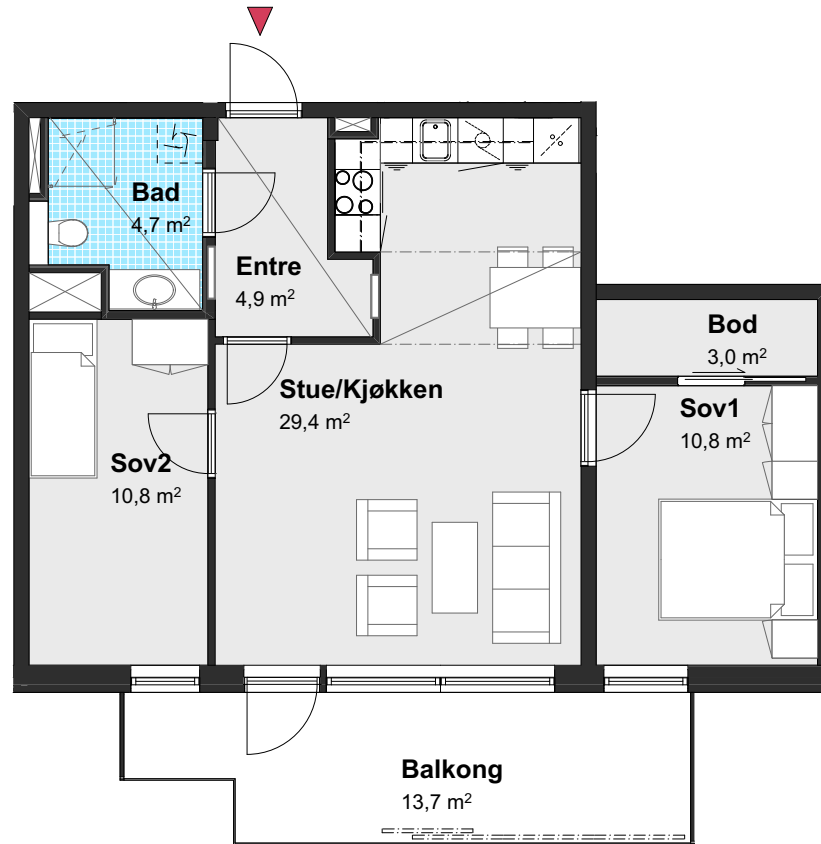 Bad
4,7 m²
Entre
4,9 m²
Bod
3,0 m²
Stue/Kjøkken
29,4 m²
Sov1
10,8 m²
Sov2
10,8 m²
Balkong
13,7 m²